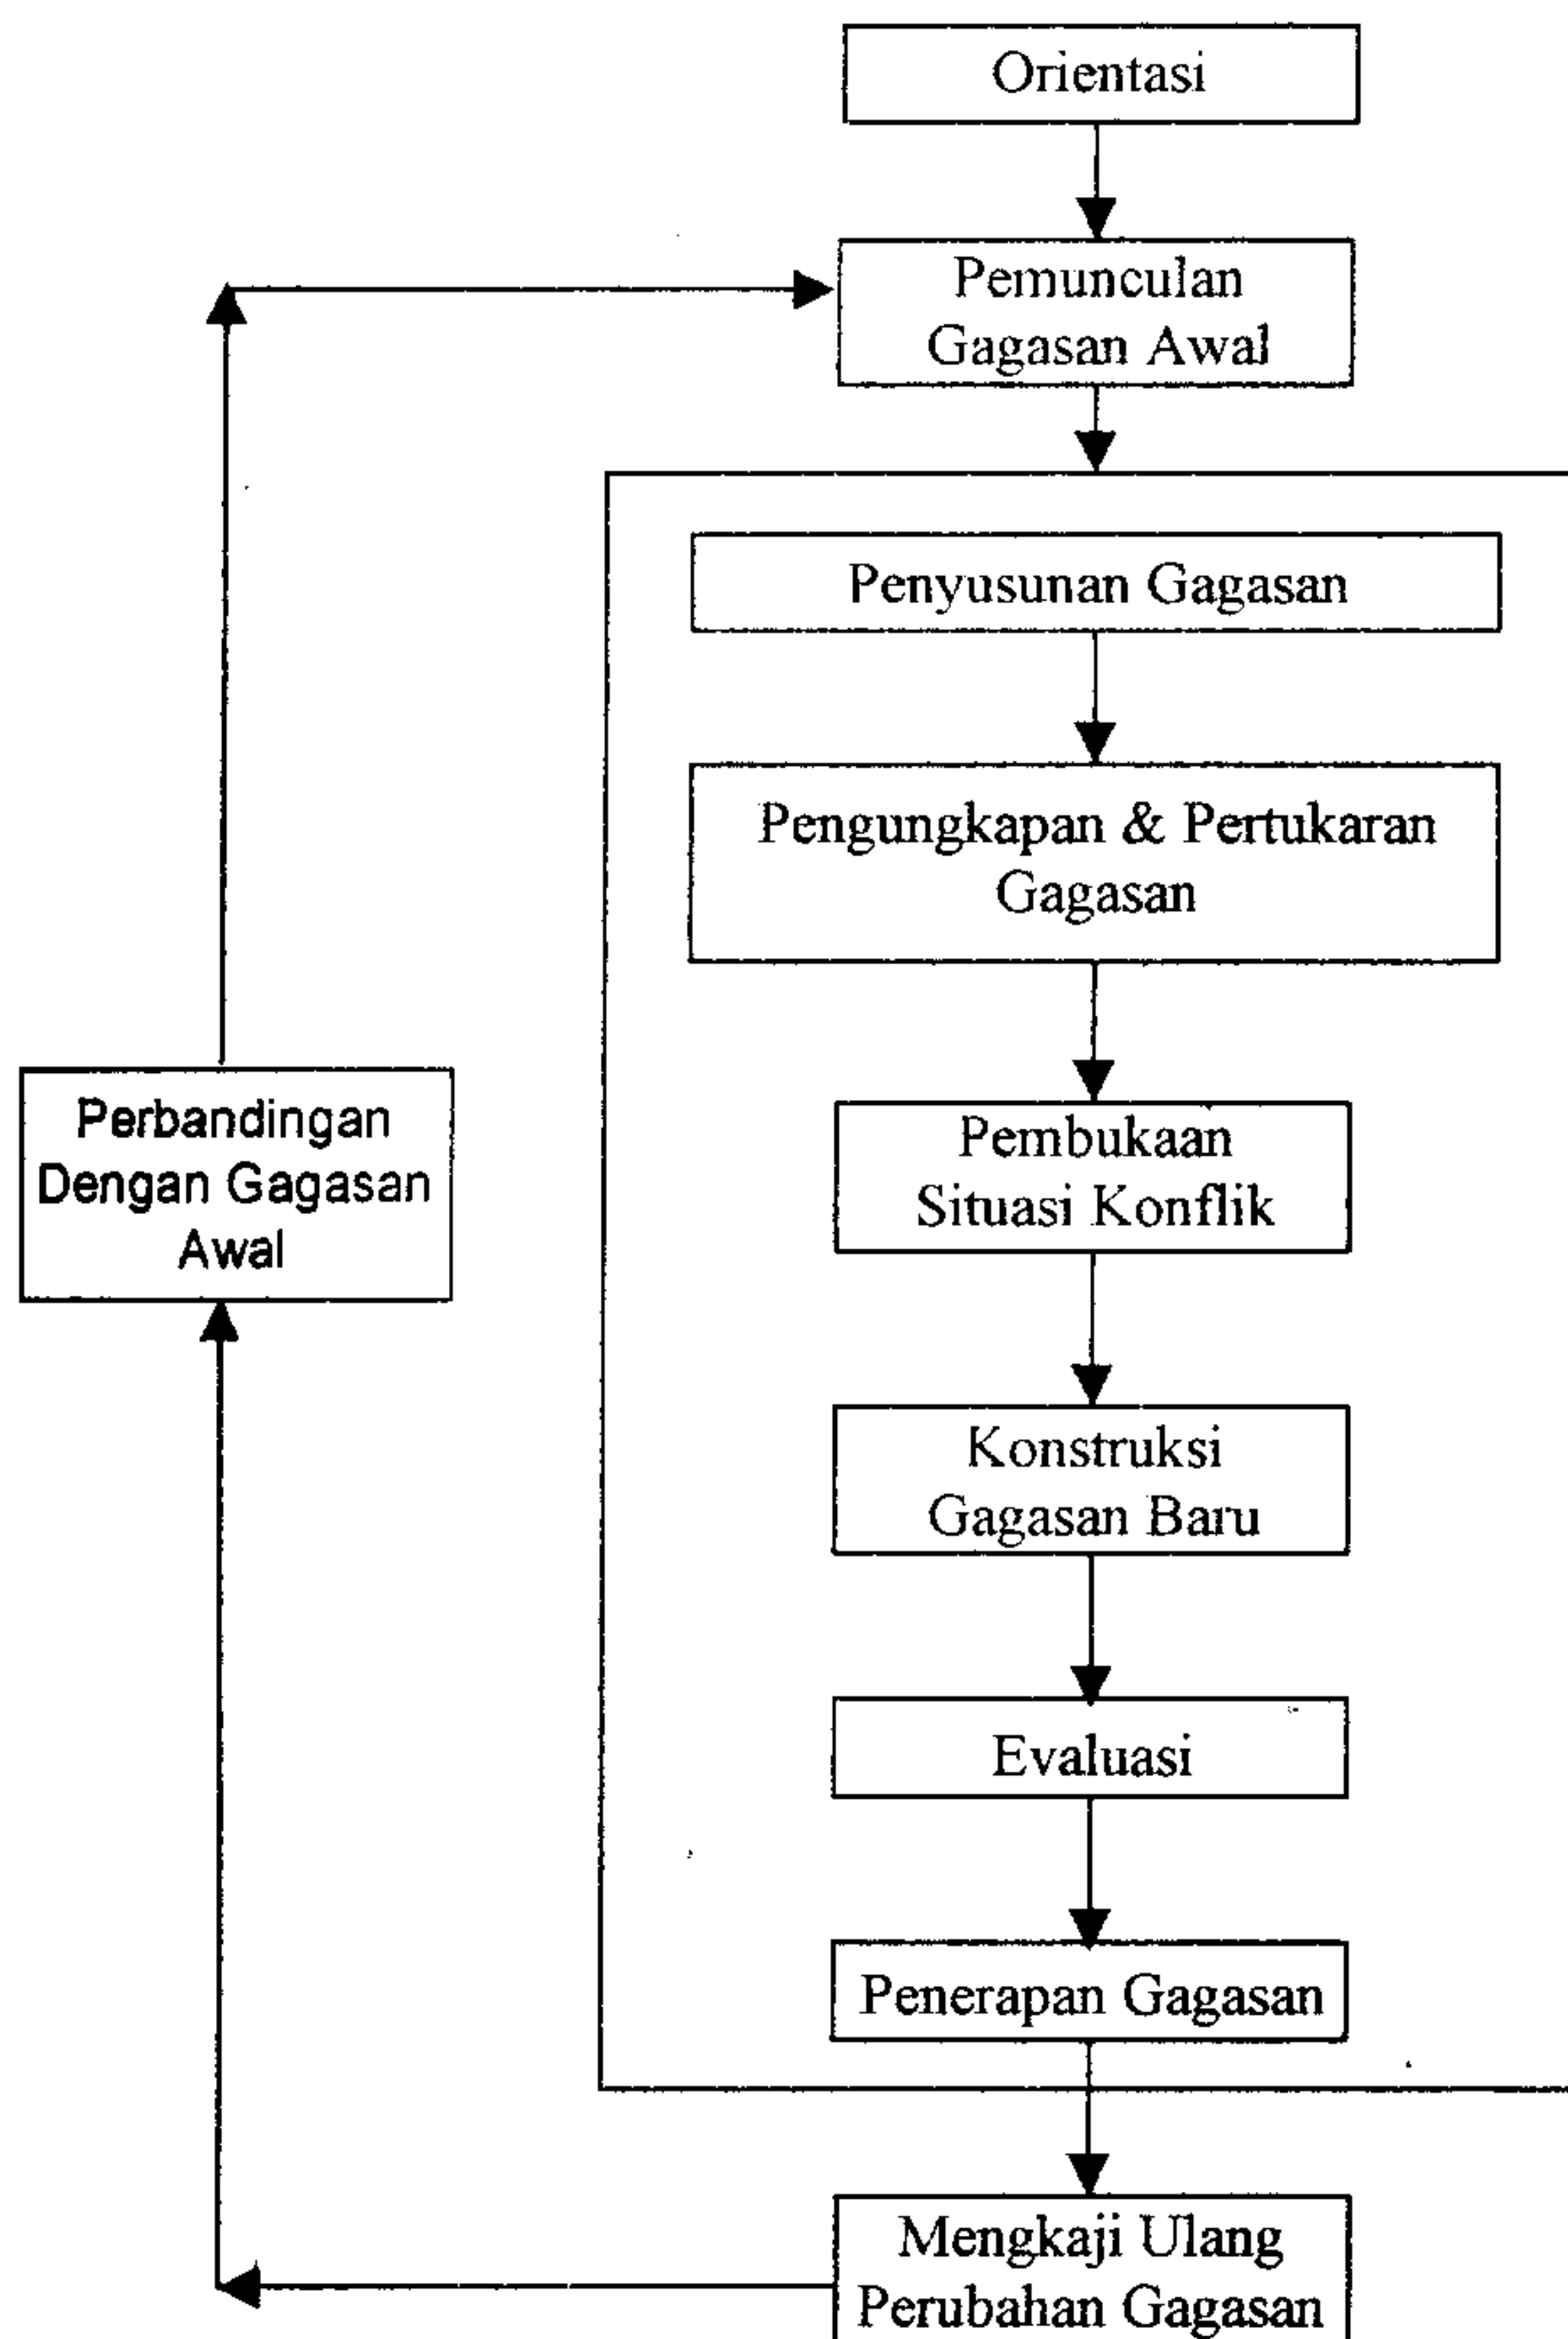 Orientasi
Pemunculan
Gagasan Awal
Penyusunan Gagasan
Pengungkapan & Pertukaran
Gagasan
Perbandingan
Dengan Gagasan
Awal
Pembukaan
Situasi Konflik
Konstruksi
Gagasan Baru
Evaluasi
Penerapan Gagasan
Mengkaji Ulang
Perubahan Gagasan